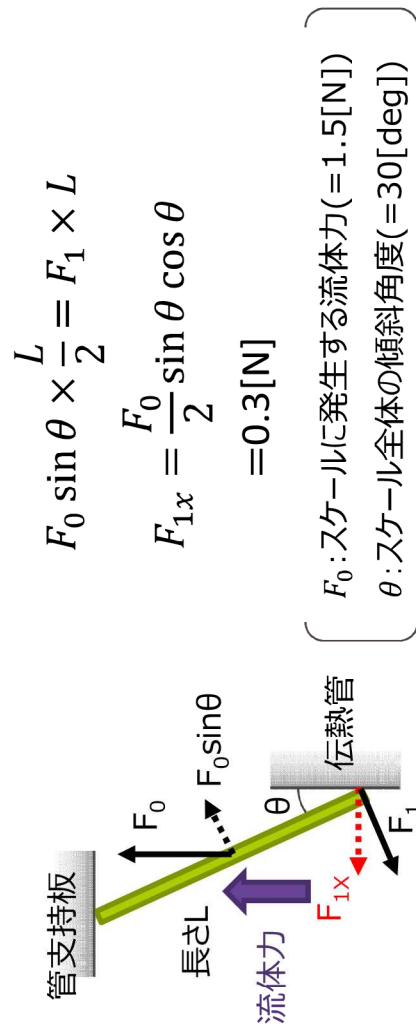 管支持板
F₀
F₀sinθ
長さL
流体力
θ
伝熱管
F₁ₓ
F₁
F₀ sin θ × L/2 = F₁ × L
F₁ₓ = F₀/2 sin θ cos θ
=0.3[N]
F₀:スケールに発生する流体力(=1.5[N])
θ:スケール全体の傾斜角度(=30[deg])